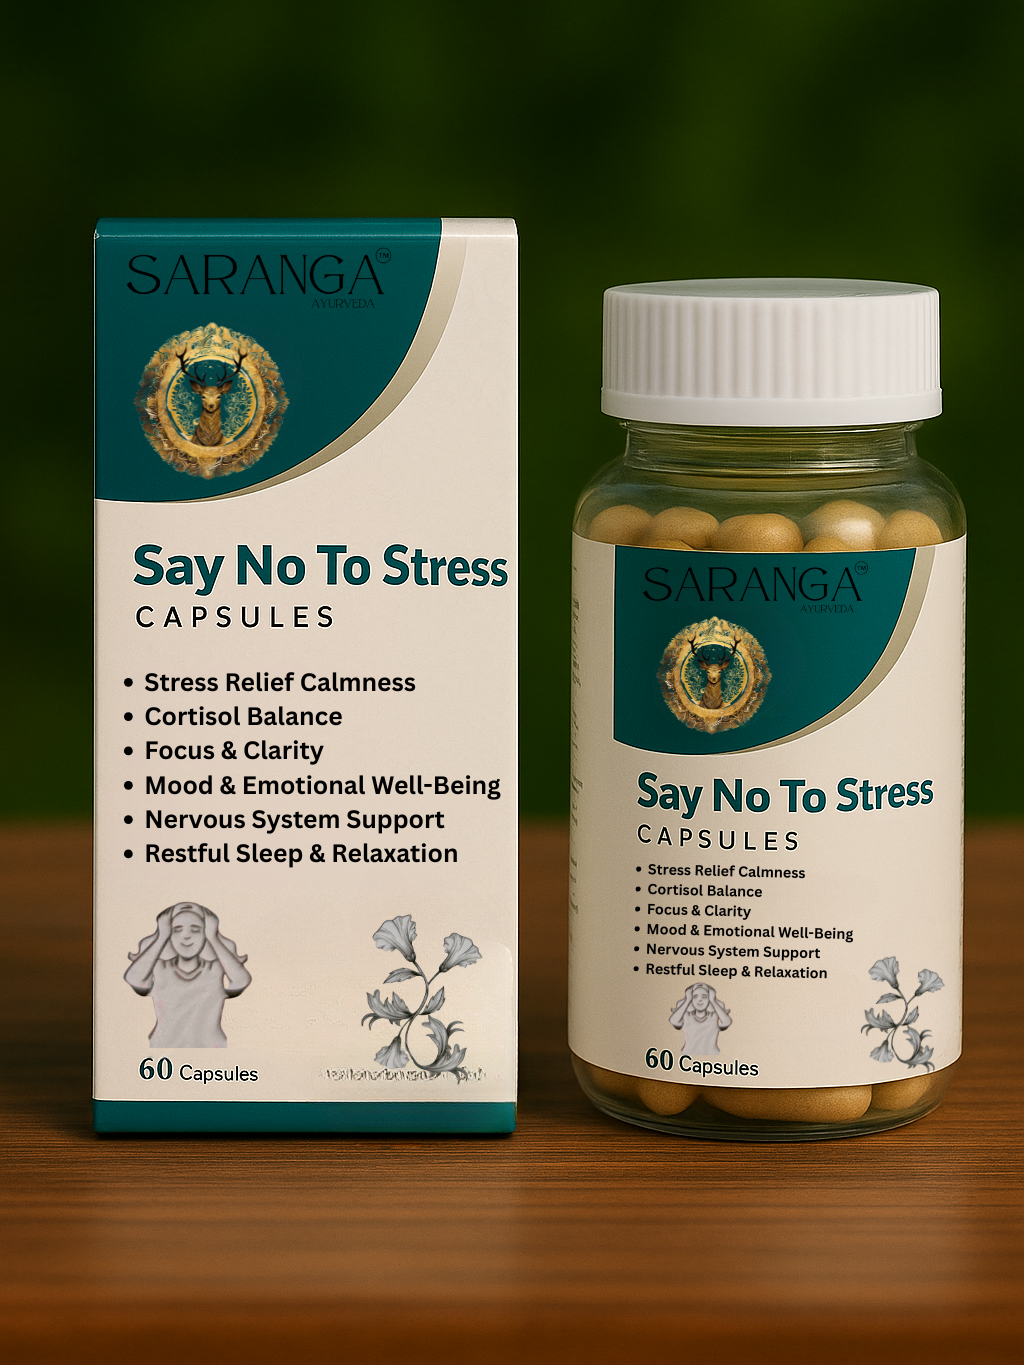 SARANGA™
AYURVEDA
Say No To Stress
CAPSULES
• Stress Relief Calmness
• Cortisol Balance
• Focus & Clarity
• Mood & Emotional Well-Being
• Nervous System Support
• Restful Sleep & Relaxation
60 Capsules
SARANGA™
AYURVEDA
Say No To Stress
CAPSULES
• Stress Relief Calmness
• Cortisol Balance
• Focus & Clarity
• Mood & Emotional Well-Being
• Nervous System Support
• Restful Sleep & Relaxation
60 Capsules